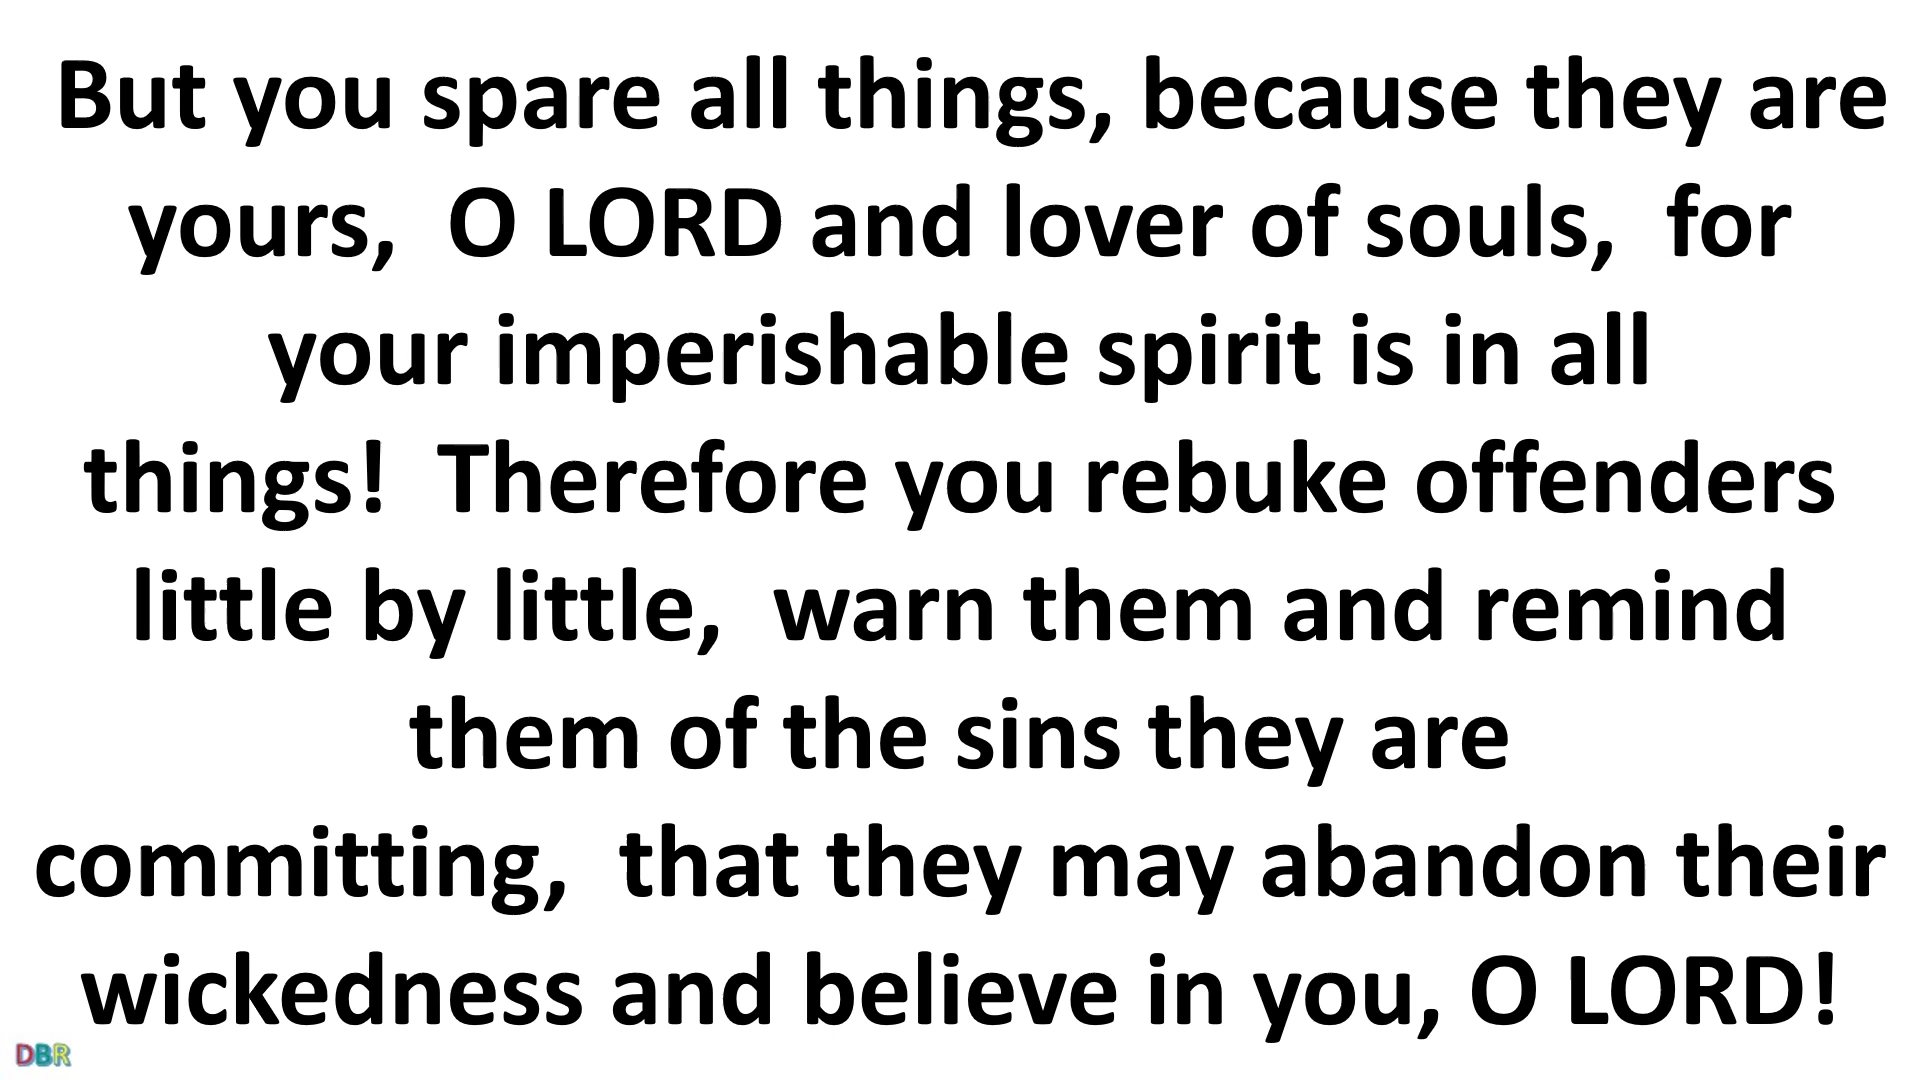 But you spare all things, because they are
yours,  O LORD and lover of souls,  for
your imperishable spirit is in all
things!  Therefore you rebuke offenders
little by little,  warn them and remind
them of the sins they are
committing,  that they may abandon their
wickedness and believe in you, O LORD!
DBR